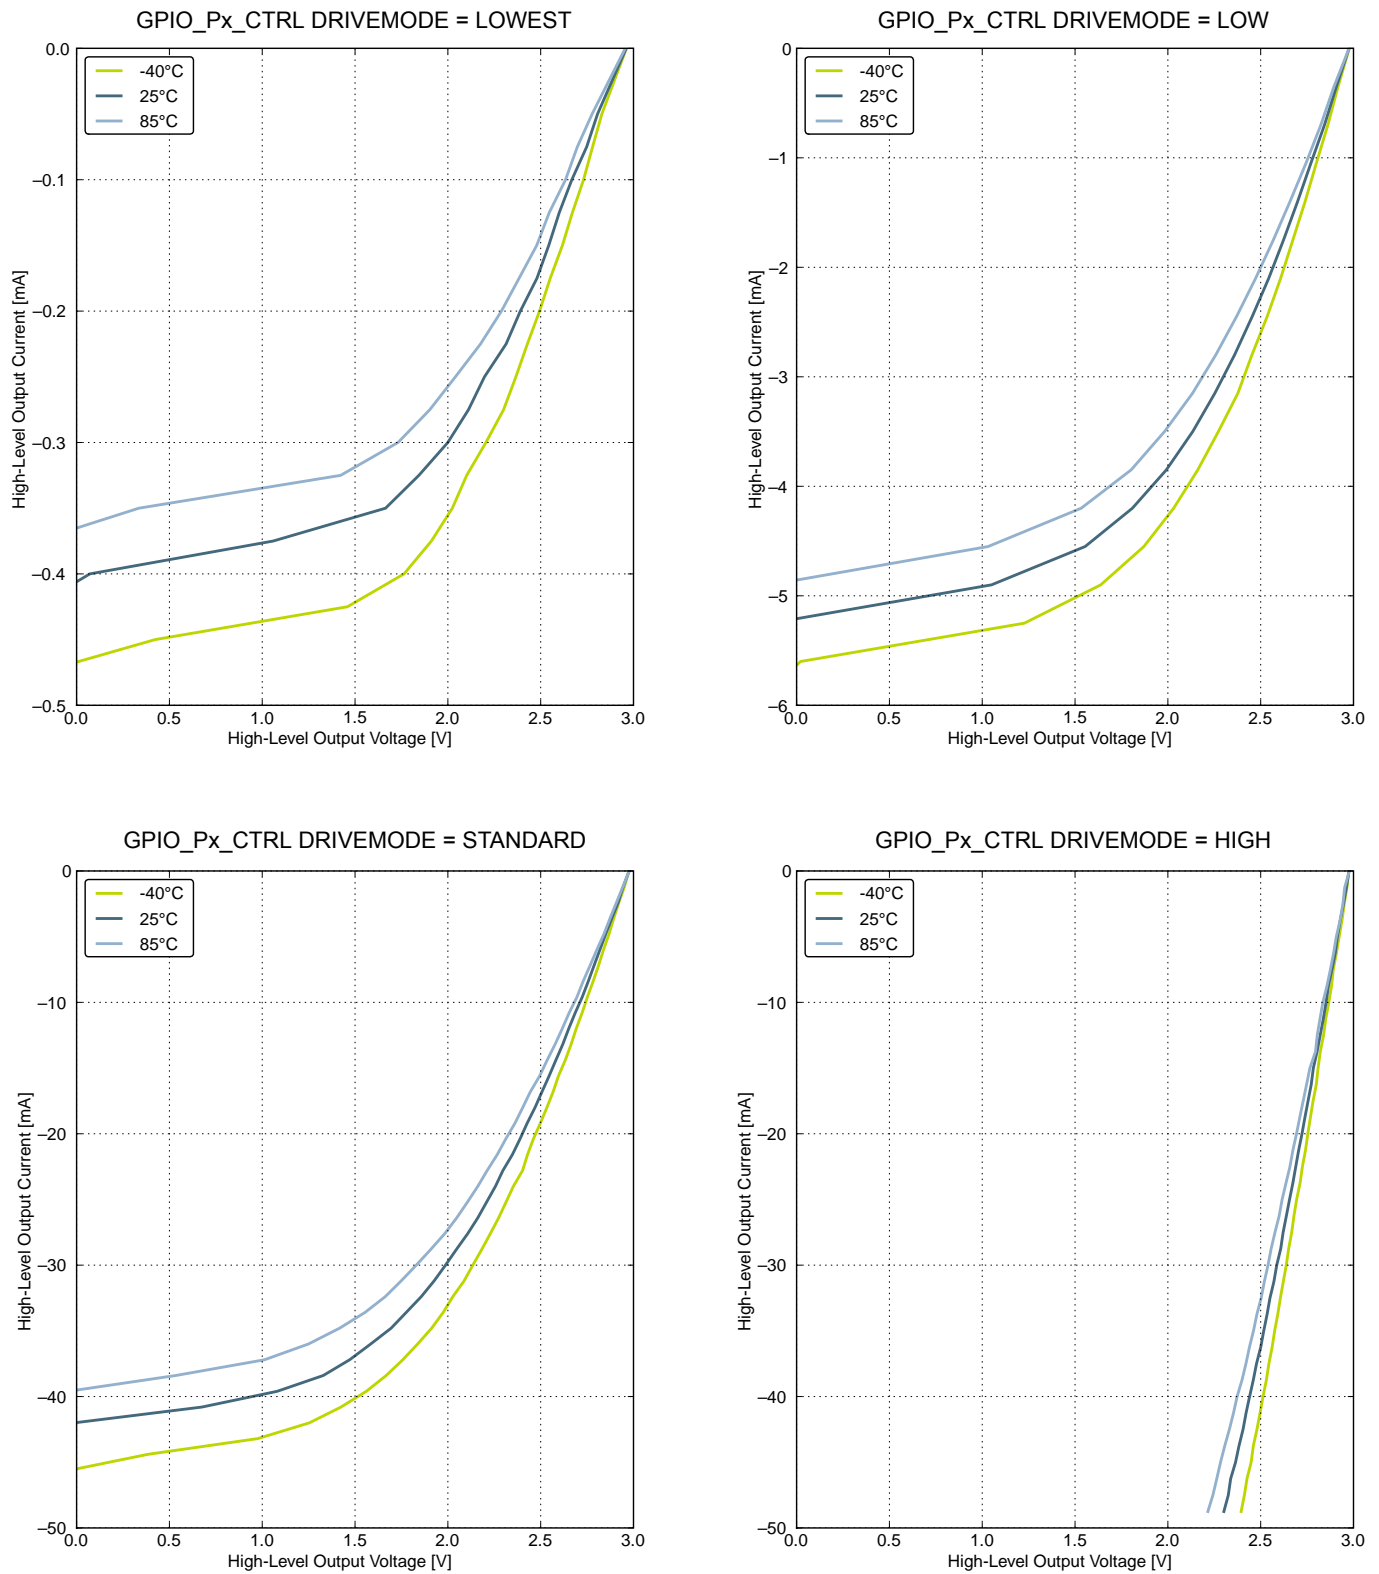 GPIO_Px_CTRL DRIVEMODE = LOWEST
0.0
–0.1
–0.2
–0.3
–0.4
–0.5
High-Level Output Current [mA]
-40°C
25°C
85°C
0.0 0.5 1.0 1.5 2.0 2.5 3.0
High-Level Output Voltage [V]
GPIO_Px_CTRL DRIVEMODE = LOW
0
–1
–2
–3
–4
–5
–6
High-Level Output Current [mA]
-40°C
25°C
85°C
0.0 0.5 1.0 1.5 2.0 2.5 3.0
High-Level Output Voltage [V]
GPIO_Px_CTRL DRIVEMODE = STANDARD
0
–10
–20
–30
–40
–50
High-Level Output Current [mA]
-40°C
25°C
85°C
0.0 0.5 1.0 1.5 2.0 2.5 3.0
High-Level Output Voltage [V]
GPIO_Px_CTRL DRIVEMODE = HIGH
0
–10
–20
–30
–40
–50
High-Level Output Current [mA]
-40°C
25°C
85°C
0.0 0.5 1.0 1.5 2.0 2.5 3.0
High-Level Output Voltage [V]